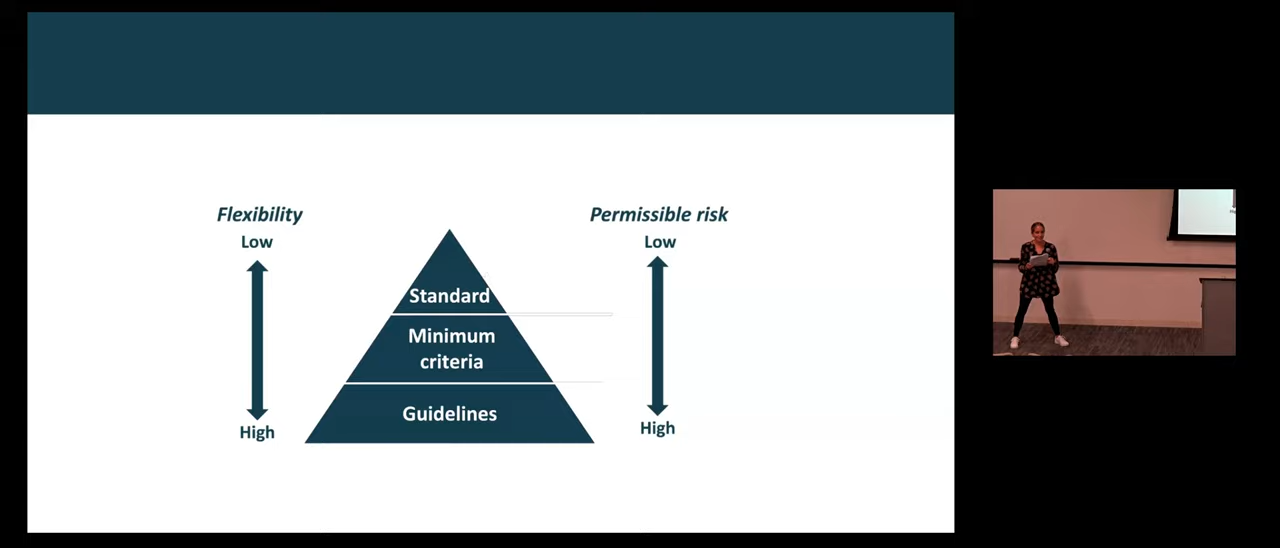 Flexibility
Low
High
Standard
Minimum
criteria
Guidelines
Permissible risk
Low
High